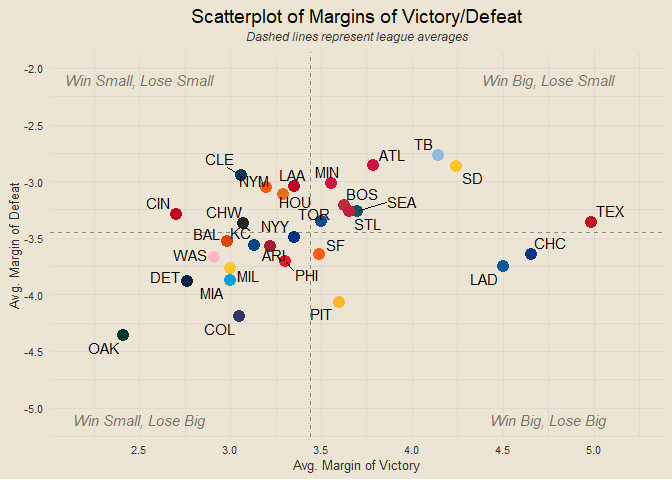 Scatterplot of Margins of Victory/Defeat
Dashed lines represent league averages
-2.0
Win Small, Lose Small
Win Big, Lose Small
-2.5
TB
ATL
CLE
MIN
LAA
SD
NYM
-3.0
BOS
SEA
HOU
CIN
CHW
TOR
TEX
STL
NYY
KC
BAL
-3.5
CHC
SF
ARI
WAS
PHI
MIL
DET
LAD
MIA
-4.0
PIT
COL
OAK
-4.5
-5.0
Win Small, Lose Big
Win Big, Lose Big
Avg. Margin of Defeat
2.5
3.0
3.5
4.0
4.5
5.0
Avg. Margin of Victory